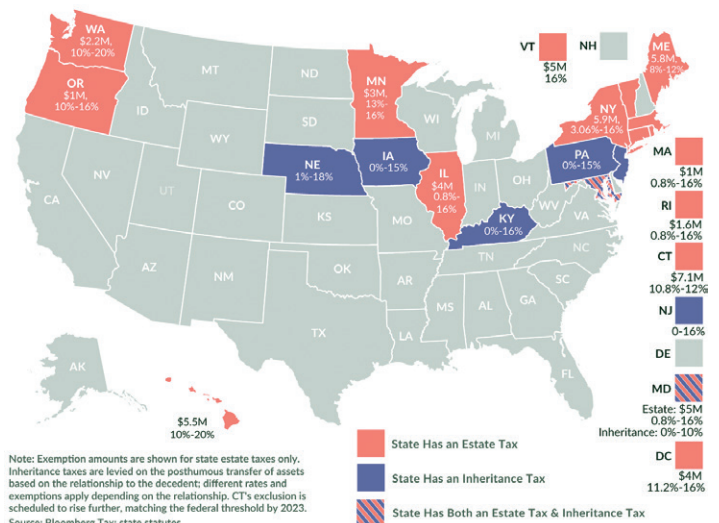 WA
$2.2M,
10%-20%
OR
$1M,
10%-16%
MT
ID
WY
NV
UT
CA
CO
AZ
NM
ND
SD
MN
$3M,
13%-
16%
NE
1%-18%
KS
OK
TX
WI
IA
0%-15%
IL
$4M
0.8%-
16%
MO
AR
LA
MI
IN
OH
KY
0%-16%
TN
MS
AL
GA
FL
SC
NC
VA
WV
PA
0%-15%
NY
5.9M,
3.06%-16%
ME
5.8M,
8%-12%
VT
$5M
16%
NH
MA
$1M
0.8%-16%
RI
$1.6M
0.8%-16%
CT
$7.1M
10.8%-12%
NJ
0-16%
DE
MD
Estate: $5M
0.8%-16%
Inheritance: 0%-10%
DC
$4M
11.2%-16%
AK
$5.5M
10%-20%
State Has an Estate Tax
State Has an Inheritance Tax
State Has Both an Estate Tax & Inheritance Tax
Note: Exemption amounts are shown for state estate taxes only.
Inheritance taxes are levied on the posthumous transfer of assets
based on the relationship to the decedent; different rates and
exemptions apply depending on the relationship. CT's exclusion is
scheduled to rise further, matching the federal threshold by 2023.
Source: Bloomberg Tax; state statutes